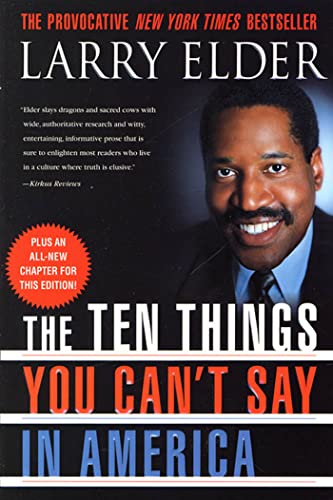 THE PROVOCATIVE NEW YORK TIMES BESTSELLER
LARRY ELDER
"Elder slays dragons and sacred cows with
wide, authoritative research and witty,
entertaining, informative prose that is
sure to enlighten most readers who live
in a culture where truth is elusive."
—Kirkus Reviews
PLUS AN
ALL-NEW
CHAPTER FOR
THIS EDITION!
THE TEN THINGS
YOU CAN'T SAY
IN AMERICA